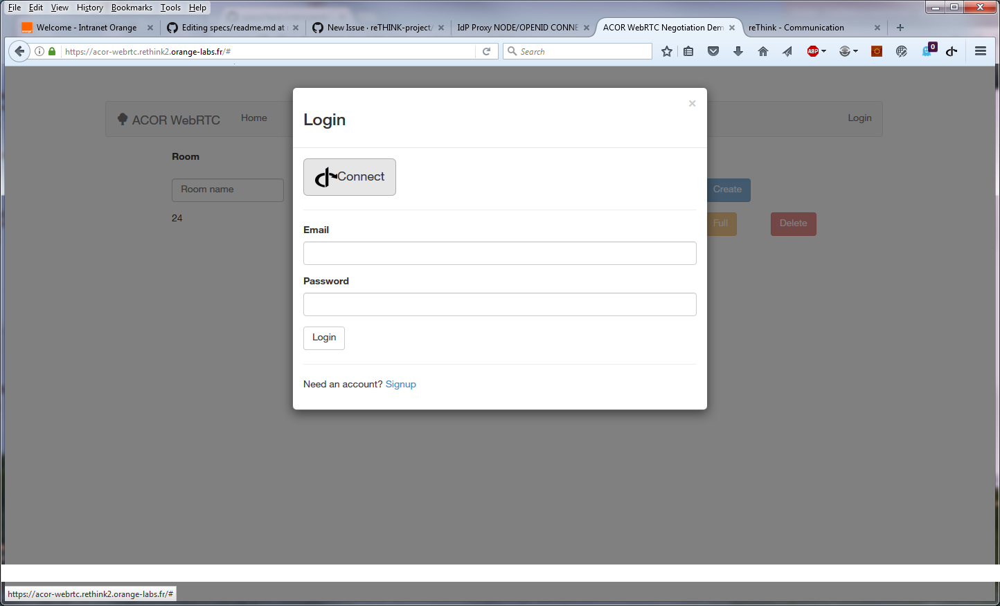 File Edit View History Bookmarks Tools Help
Welcome - Intranet Orange
Editing specs/readme.md at
New Issue · reTHINK-project/
IdP Proxy NODE/OPENID CONNE
ACOR WebRTC Negotiation Dem
reThink - Communication
https://acor-webrtc.rethink2.orange-labs.fr/#
Search
ABP
0
ACOR WebRTC Home Login
Room
Room name
Create
24
Full
Delete
Login
×
Connect
Email
Password
Login
Need an account? Signup
https://acor-webrtc.rethink2.orange-labs.fr/#